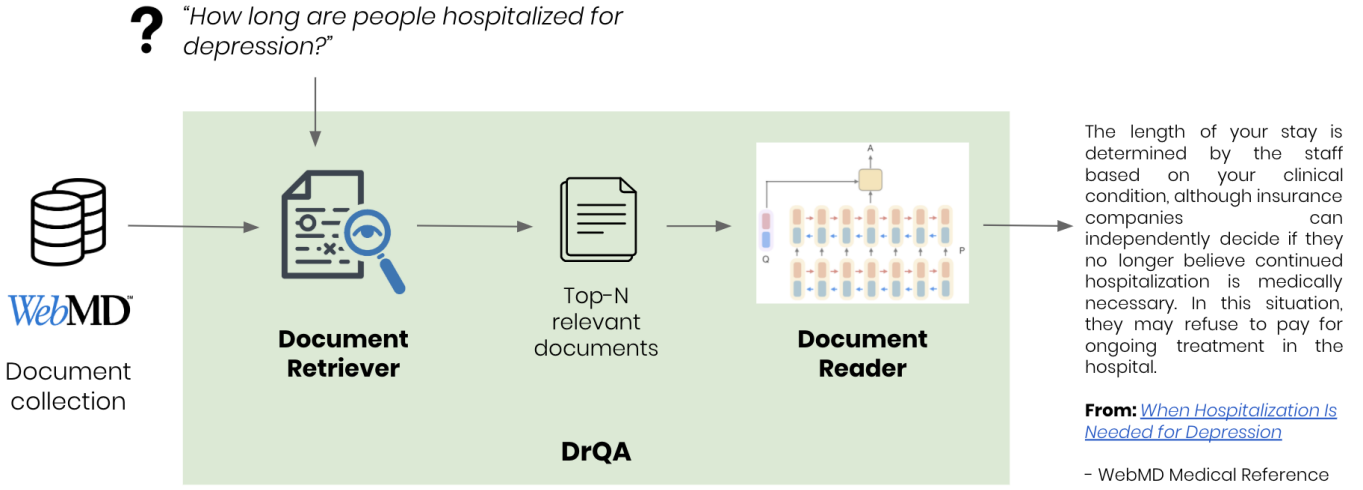 ?
“How long are people hospitalized for
depression?”
WebMD™
Document
collection
Document
Retriever
Top-N
relevant
documents
A
Q
P
Document
Reader
DrQA
The length of your stay is
determined by the staff
based on your clinical
condition, although insurance
companies can
independently decide if they
no longer believe continued
hospitalization is medically
necessary. In this situation,
they may refuse to pay for
ongoing treatment in the
hospital.
From: When Hospitalization Is
Needed for Depression
- WebMD Medical Reference